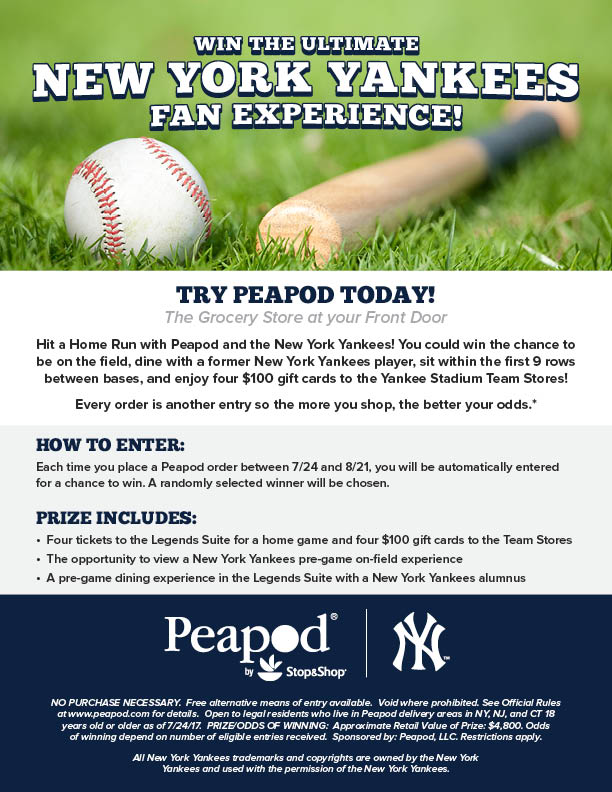 WIN THE ULTIMATE
NEW YORK YANKEES
FAN EXPERIENCE!
TRY PEAPOD TODAY!
The Grocery Store at your Front Door
Hit a Home Run with Peapod and the New York Yankees! You could win the chance to
be on the field, dine with a former New York Yankees player, sit within the first 9 rows
between bases, and enjoy four $100 gift cards to the Yankee Stadium Team Stores!
Every order is another entry so the more you shop, the better your odds.*
HOW TO ENTER:
Each time you place a Peapod order between 7/24 and 8/21, you will be automatically entered
for a chance to win. A randomly selected winner will be chosen.
PRIZE INCLUDES:
• Four tickets to the Legends Suite for a home game and four $100 gift cards to the Team Stores
• The opportunity to view a New York Yankees pre-game on-field experience
• A pre-game dining experience in the Legends Suite with a New York Yankees alumnus
Peapod®
by Stop&Shop®
NY™
NO PURCHASE NECESSARY. Free alternative means of entry available. Void where prohibited. See Official Rules
at www.peapod.com for details. Open to legal residents who live in Peapod delivery areas in NY, NJ, and CT 18
years old or older as of 7/24/17. PRIZE/ODDS OF WINNING: Approximate Retail Value of Prize: $4,800. Odds
of winning depend on number of eligible entries received. Sponsored by: Peapod, LLC. Restrictions apply.
All New York Yankees trademarks and copyrights are owned by the New York
Yankees and used with the permission of the New York Yankees.